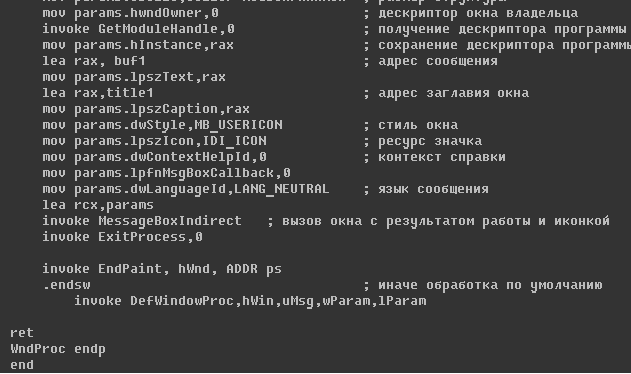 mov params.hwndOwner,0 ; дескриптор окна владельца
invoke GetModuleHandle,0 ; получение дескриптора программы
mov params.hInstance,rax ; сохранение дескриптора программы
lea rax, buf1 ; адрес сообщения
mov params.lpszText,rax
lea rax,title1 ; адрес заглавия окна
mov params.lpszCaption,rax
mov params.dwStyle,MB_USERICON ; стиль окна
mov params.lpszIcon,IDI_ICON ; ресурс значка
mov params.dwContextHelpId,0 ; контекст справки
mov params.lpfnMsgBoxCallback,0
mov params.dwLanguageId,LANG_NEUTRAL ; язык сообщения
lea rcx,params
invoke MessageBoxIndirect ; вызов окна с результатом работы и иконкой
invoke ExitProcess,0
invoke EndPaint, hWnd, ADDR ps
.endsw ; иначе обработка по умолчанию
invoke DefWindowProc,hWin,uMsg,wParam,lParam
ret
WndProc endp
end